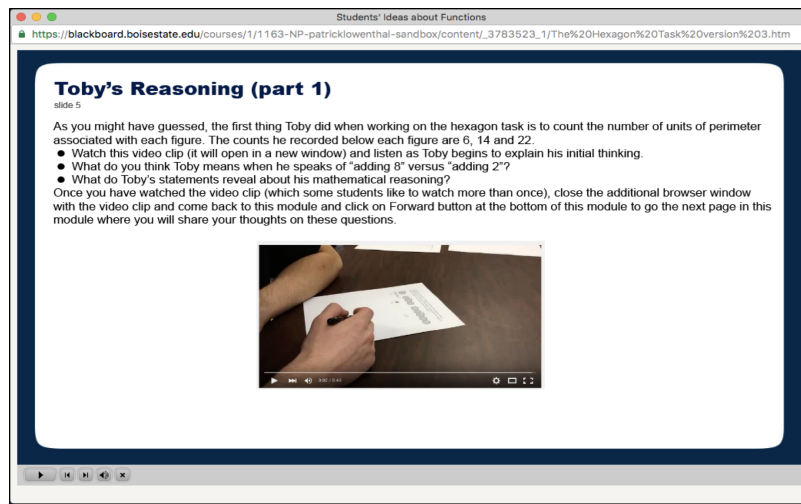 Students' Ideas about Functions
https://blackboard.boisestate.edu/courses/1/1163-NP-patricklowenthal-sandbox/content/_3783523_1/The%20Hexagon%20Task%20version%203.htm
Toby's Reasoning (part 1)
slide 5
As you might have guessed, the first thing Toby did when working on the hexagon task is to count the number of units of perimeter
associated with each figure. The counts he recorded below each figure are 6, 14 and 22.
● Watch this video clip (it will open in a new window) and listen as Toby begins to explain his initial thinking.
● What do you think Toby means when he speaks of "adding 8" versus "adding 2"?
● What do Toby's statements reveal about his mathematical reasoning?
Once you have watched the video clip (which some students like to watch more than once), close the additional browser window
with the video clip and come back to this module and click on Forward button at the bottom of this module to go the next page in this
module where you will share your thoughts on these questions.